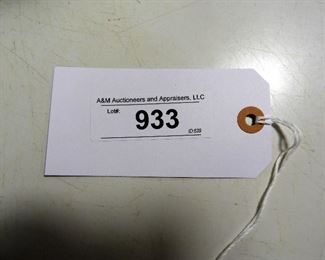 A&M Auctioneers and Appraisers, LLC
Lot#:
933
ID:539